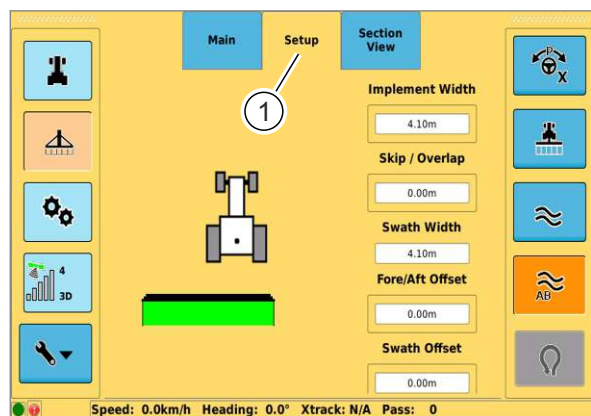 Main
Setup
Section
View
1
Implement Width
4.10m
Skip / Overlap
0.00m
Swath Width
4.10m
Fore/Aft Offset
0.00m
Swath Offset
0.00m
4
3D
P
X
AB
Speed: 0.0km/h Heading: 0.0° Xtrack: N/A Pass: 0